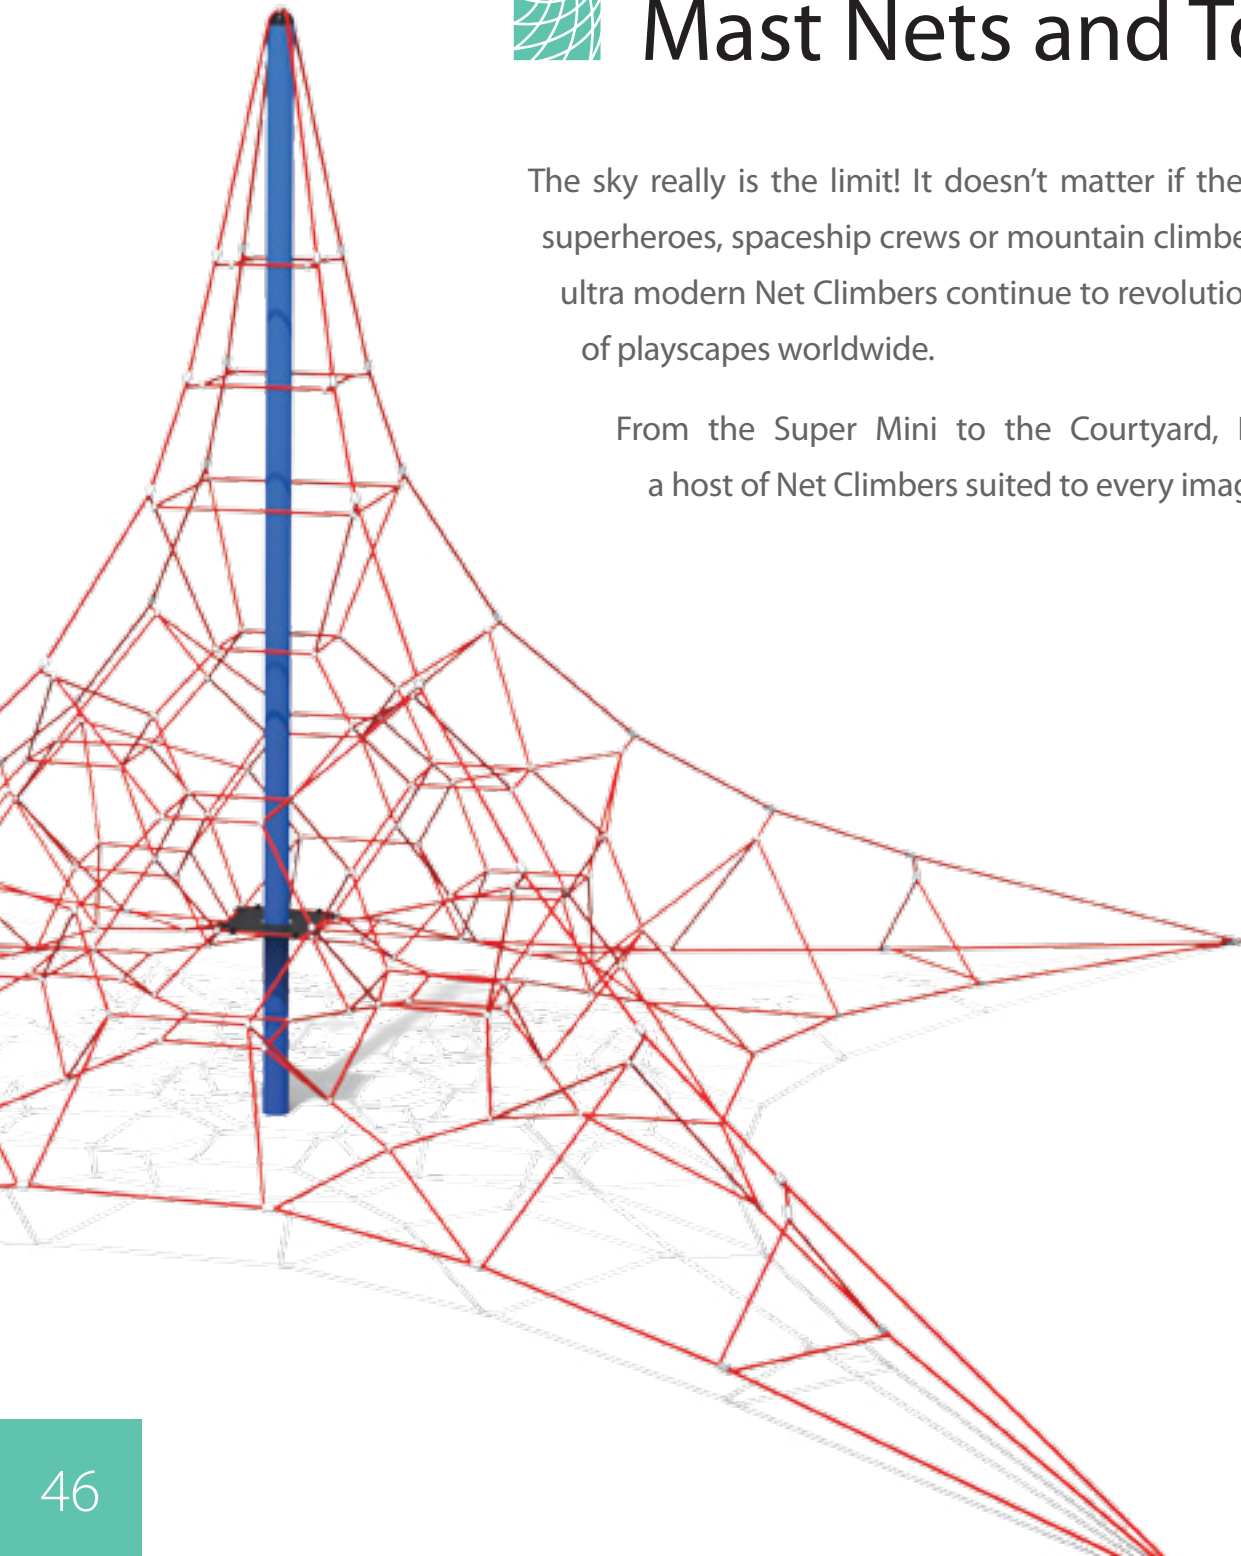 Mast Nets and To
The sky really is the limit! It doesn't matter if the
superheroes, spaceship crews or mountain climbe
ultra modern Net Climbers continue to revolutio
of playscapes worldwide.
From the Super Mini to the Courtyard,
a host of Net Climbers suited to every imag
46